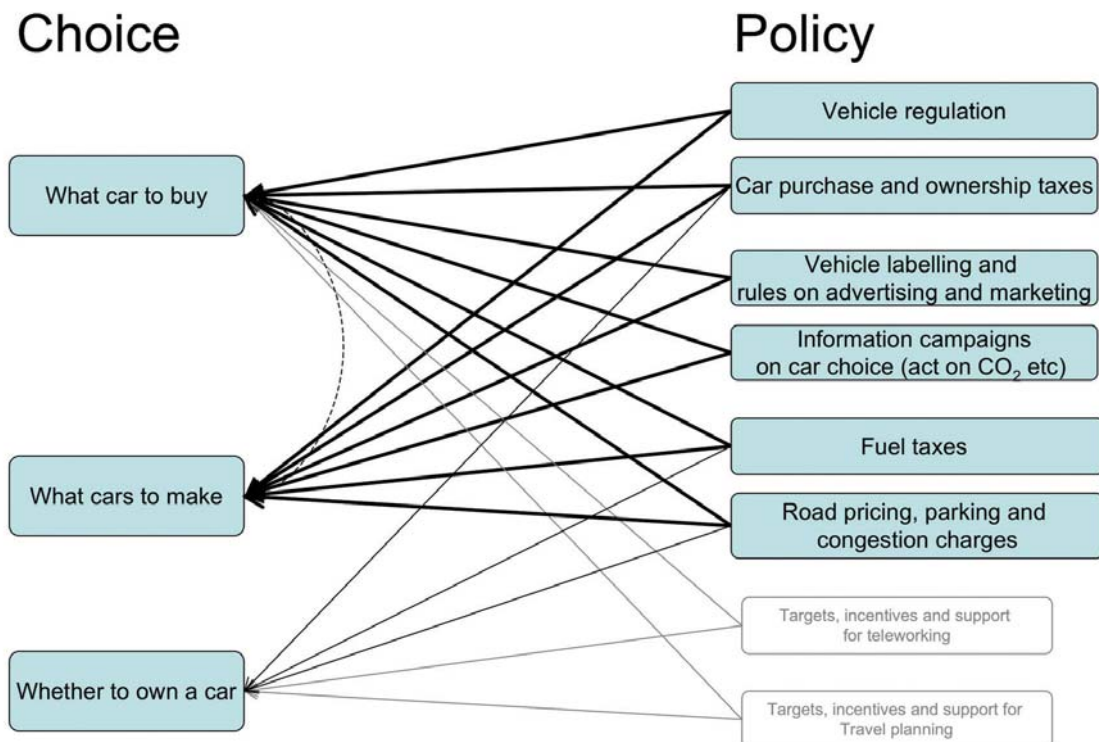 Choice
Policy
Vehicle regulation
What car to buy
Car purchase and ownership taxes
Vehicle labelling and
rules on advertising and marketing
Information campaigns
on car choice (act on CO₂ etc)
Fuel taxes
What cars to make
Road pricing, parking and
congestion charges
Targets, incentives and support
for teleworking
Whether to own a car
Targets, incentives and support for
Travel planning